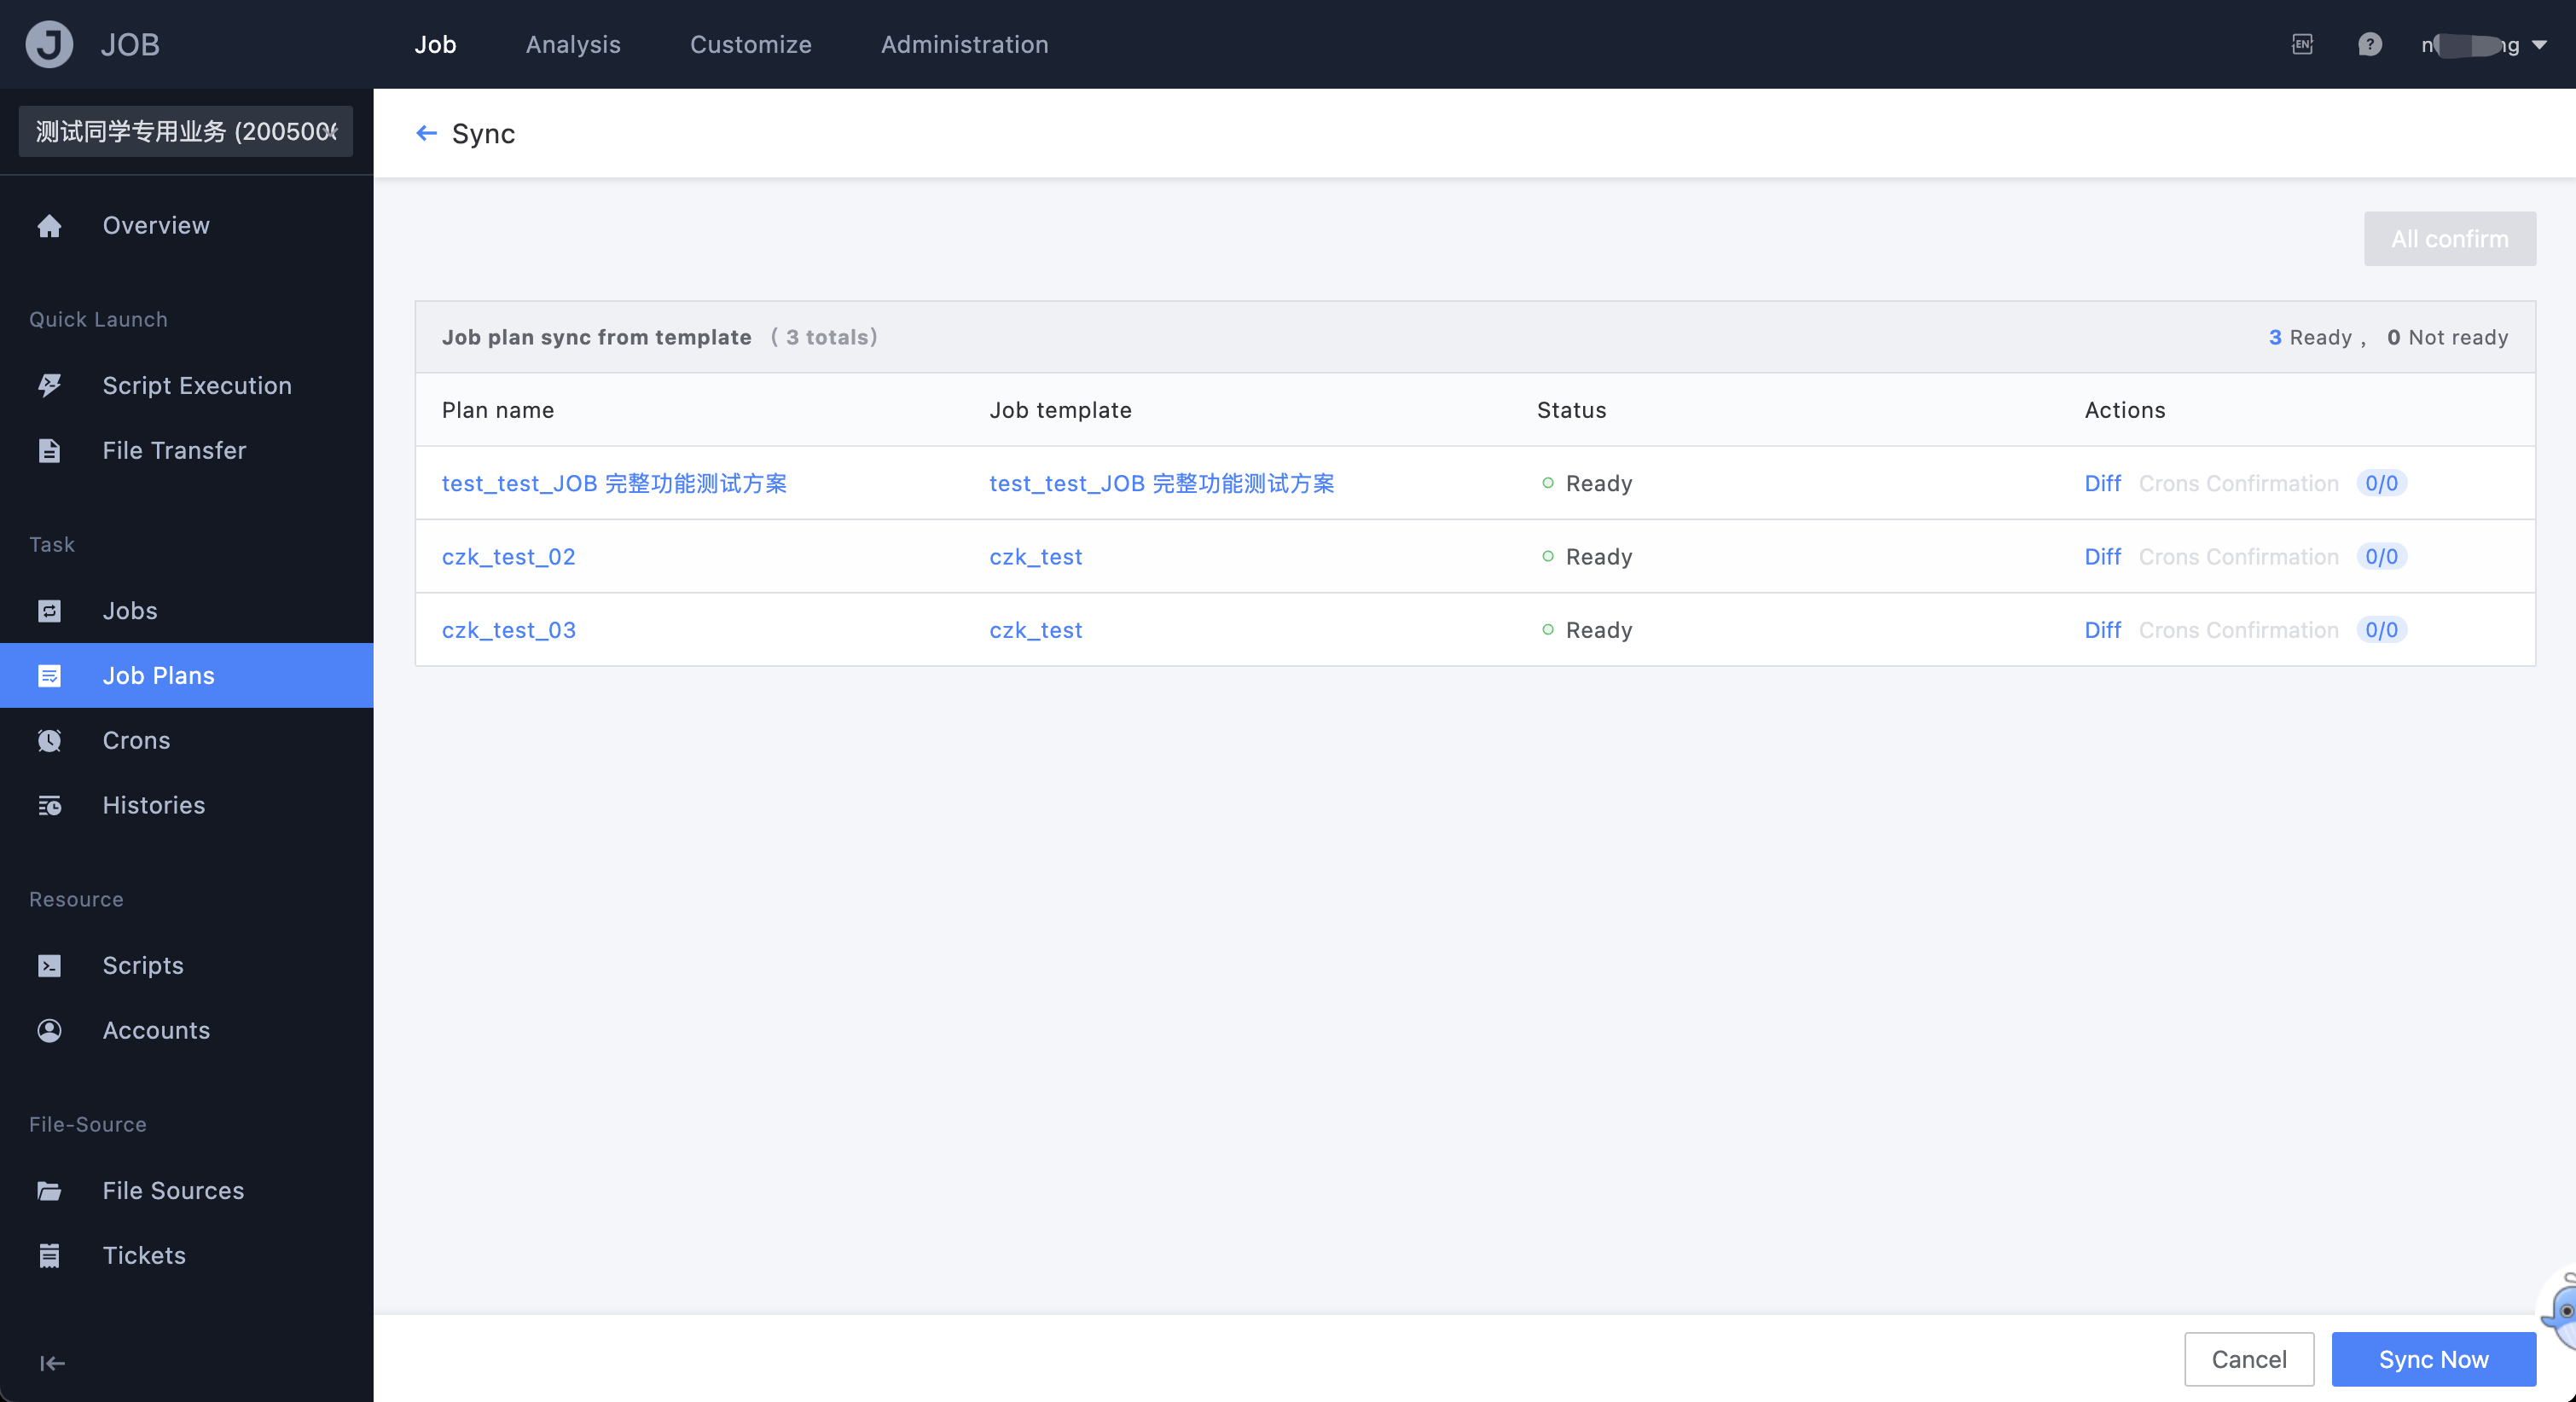 JOB
Job Analysis Customize Administration
EN
测试同学专用业务
Sync
Overview
All confirm
Quick Launch
Job plan sync from template ( 3 totals)
3 Ready , 0 Not ready
Script Execution
Plan name Job template Status Actions
File Transfer
test_test_JOB 完整功能测试方案 test_test_JOB 完整功能测试方案 Ready Diff Crons Confirmation 0/0
czk_test_02 czk_test Ready Diff Crons Confirmation 0/0
czk_test_03 czk_test Ready Diff Crons Confirmation 0/0
Task
Jobs
Job Plans
Crons
Histories
Resource
Scripts
Accounts
File-Source
File Sources
Tickets
Cancel Sync Now